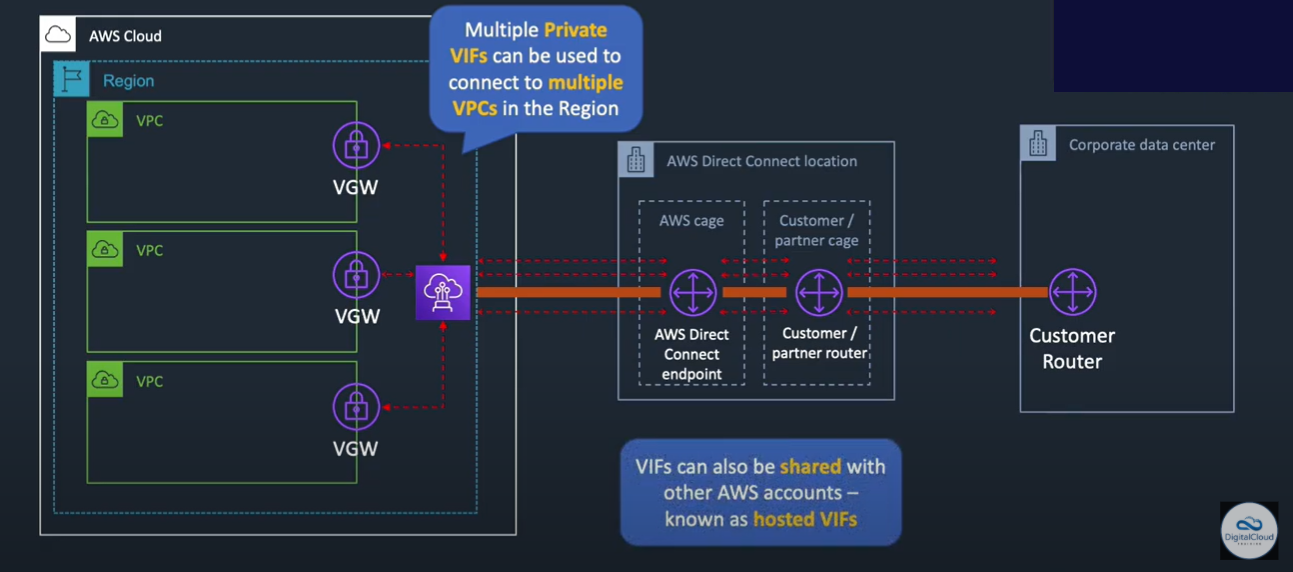 AWS Cloud
Region
Multiple Private
VIFs can be used to
connect to multiple
VPCs in the Region
VPC
VGW
VPC
VGW
VPC
VGW
AWS Direct Connect location
AWS cage
Customer /
partner cage
AWS Direct
Connect
endpoint
Customer /
partner router
Corporate data center
Customer
Router
VIFs can also be shared with
other AWS accounts –
known as hosted VIFs
DigitalCloud
TRAINING